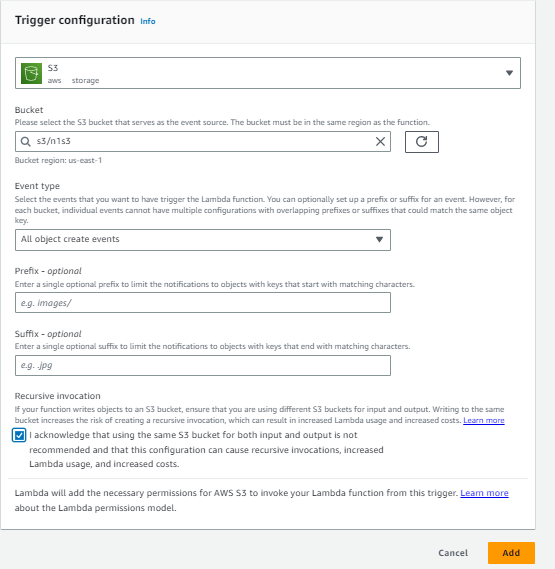 Trigger configuration Info
S3
aws storage
Bucket
Please select the S3 bucket that serves as the event source. The bucket must be in the same region as the function.
s3/n1s3
Bucket region: us-east-1
Event type
Select the events that you want to have trigger the Lambda function. You can optionally set up a prefix or suffix for an event. However, for
each bucket, individual events cannot have multiple configurations with overlapping prefixes or suffixes that could match the same object
key.
All object create events
Prefix - optional
Enter a single optional prefix to limit the notifications to objects with keys that start with matching characters.
e.g. images/
Suffix - optional
Enter a single optional suffix to limit the notifications to objects with keys that end with matching characters.
e.g. .jpg
Recursive invocation
If your function writes objects to an S3 bucket, ensure that you are using different S3 buckets for input and output. Writing to the same
bucket increases the risk of creating a recursive invocation, which can result in increased Lambda usage and increased costs. Learn more
I acknowledge that using the same S3 bucket for both input and output is not
recommended and that this configuration can cause recursive invocations, increased
Lambda usage, and increased costs.
Lambda will add the necessary permissions for AWS S3 to invoke your Lambda function from this trigger. Learn more
about the Lambda permissions model.
Cancel Add